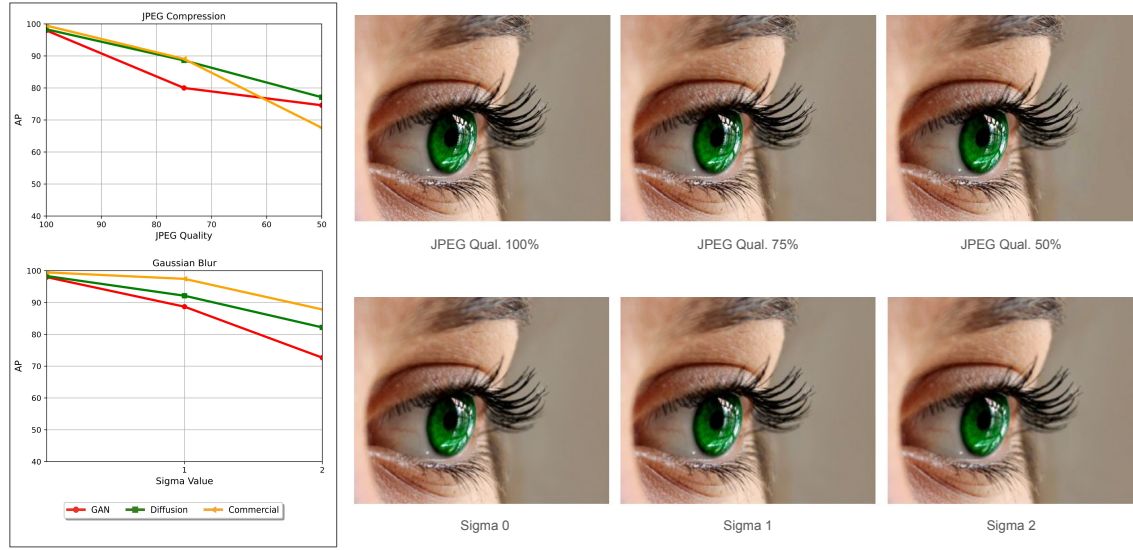 JPEG Compression
100
90
80
70
60
50
40
AP
100 90 80 70 60 50
JPEG Quality
Gaussian Blur
100
90
80
70
60
50
40
AP
1 2
Sigma Value
GAN Diffusion Commercial
JPEG Qual. 100% JPEG Qual. 75% JPEG Qual. 50%
Sigma 0 Sigma 1 Sigma 2